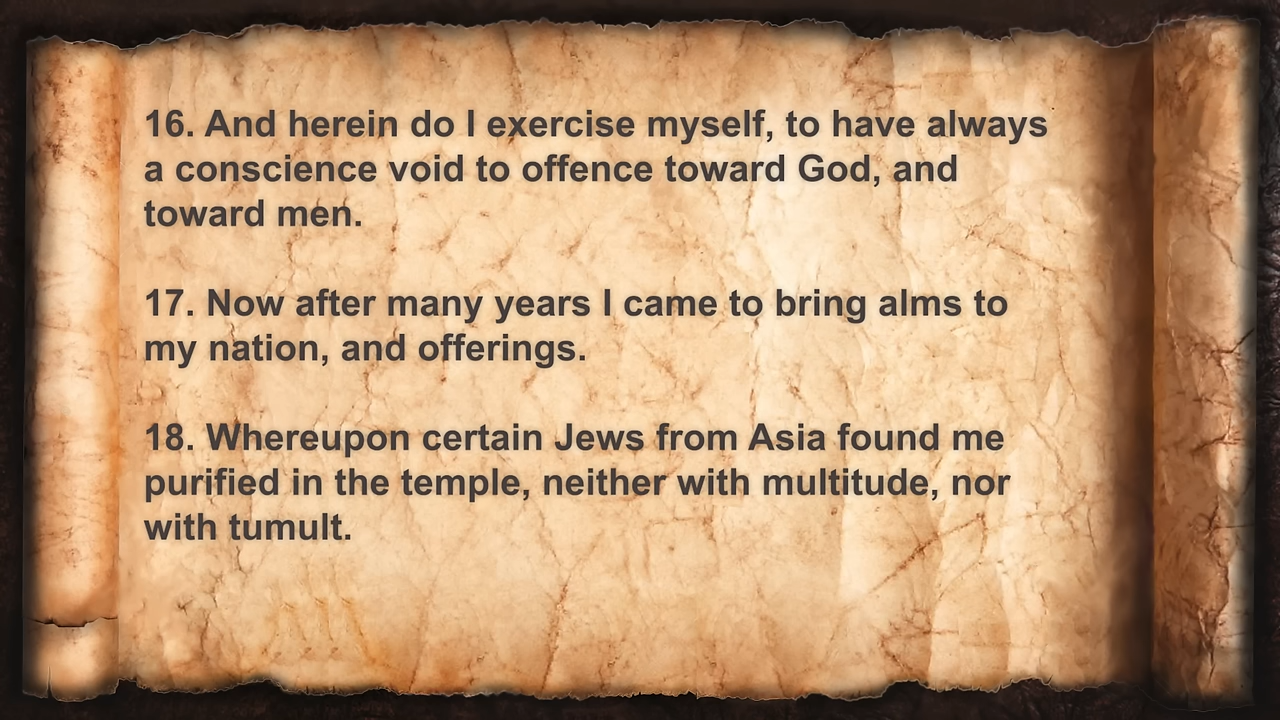 16. And herein do I exercise myself, to have always
a conscience void to offence toward God, and
toward men.
17. Now after many years I came to bring alms to
my nation, and offerings.
18. Whereupon certain Jews from Asia found me
purified in the temple, neither with multitude, nor
with tumult.